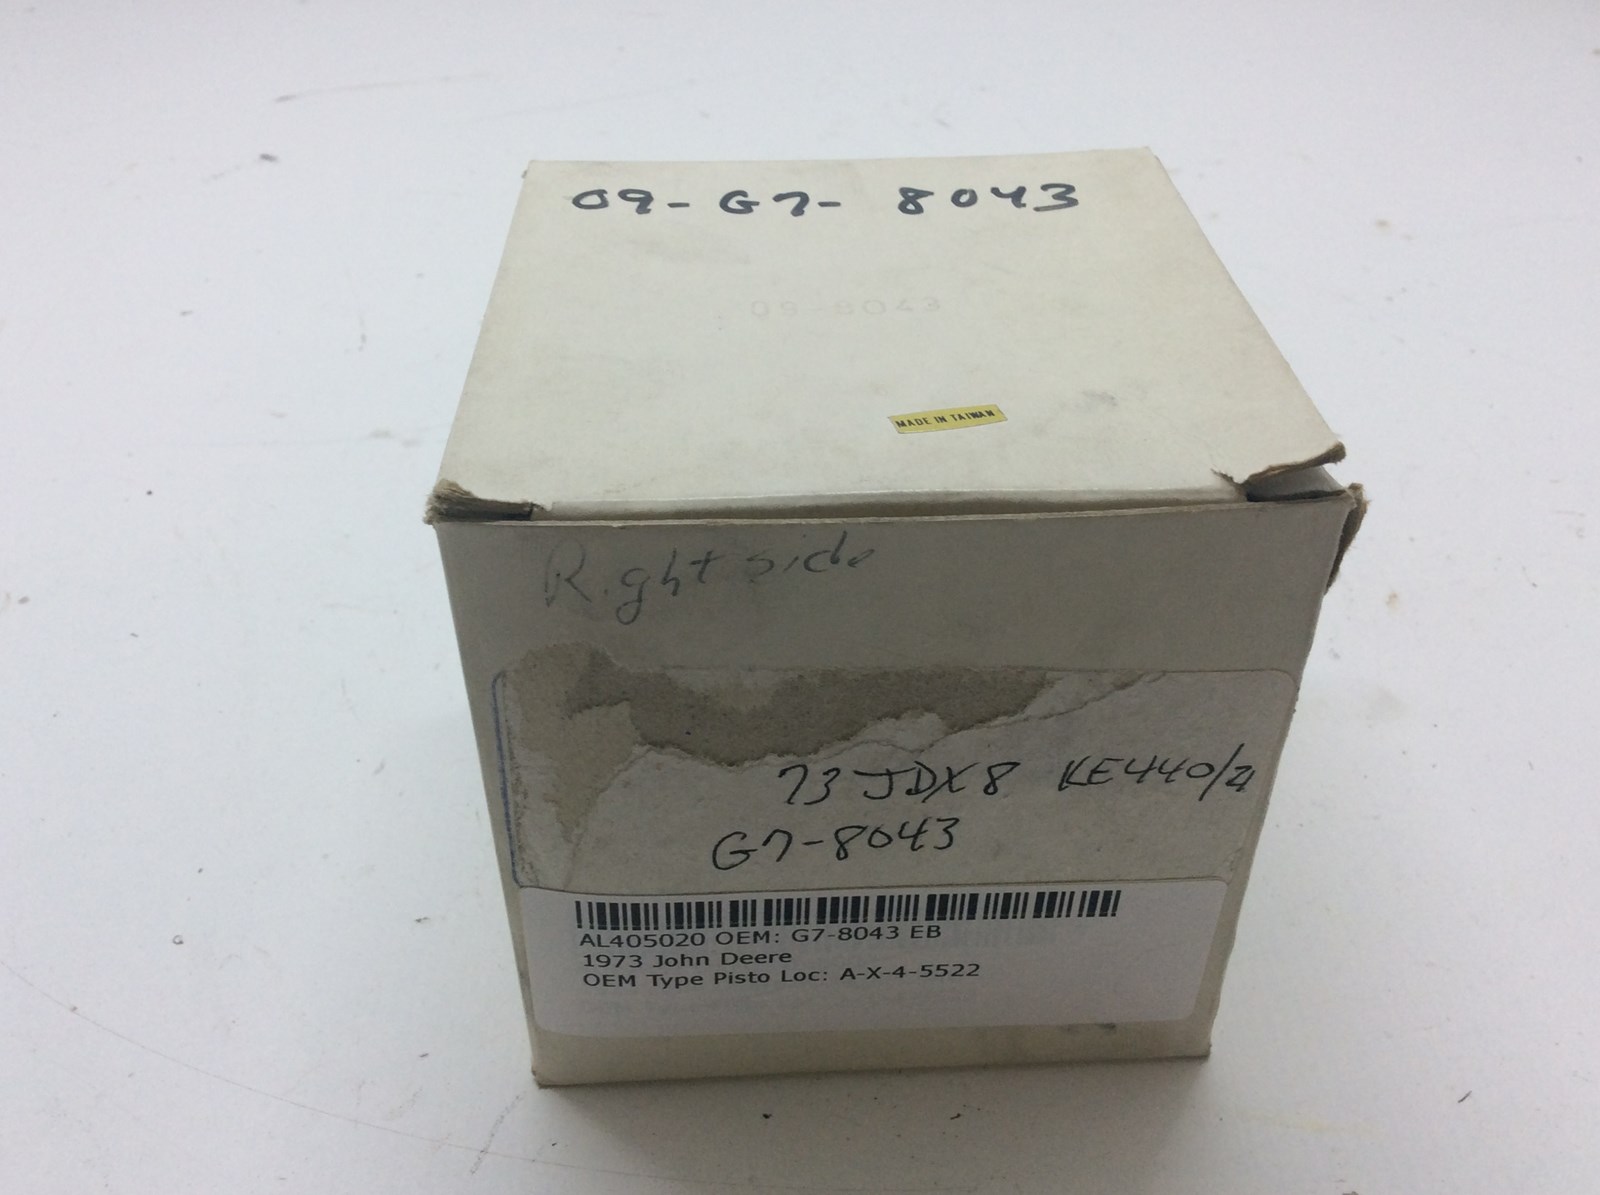 09-G7-8043
09-8043
MADE IN TAIWAN
Right side
73 JDX8 KE440/21
G7-8043
AL405020 OEM: G7-8043 EB
1973 John Deere
OEM Type Pisto Loc: A-X-4-5522